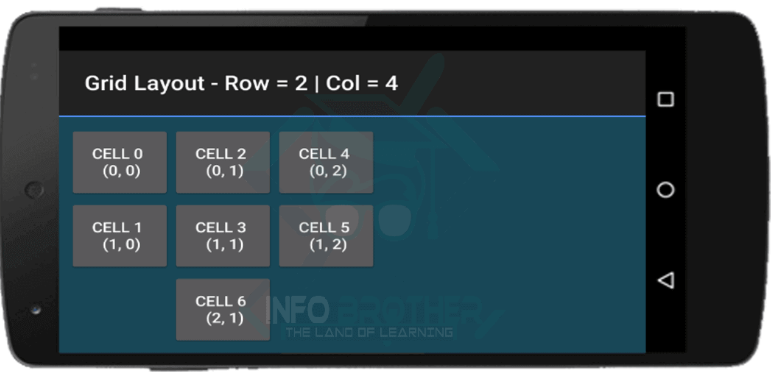 Grid Layout - Row = 2 | Col = 4
CELL 0
(0, 0)
CELL 2
(0, 1)
CELL 4
(0, 2)
CELL 1
(1, 0)
CELL 3
(1, 1)
CELL 5
(1, 2)
CELL 6
(2, 1)
INFO BROTHER
THE LAND OF LEARNING